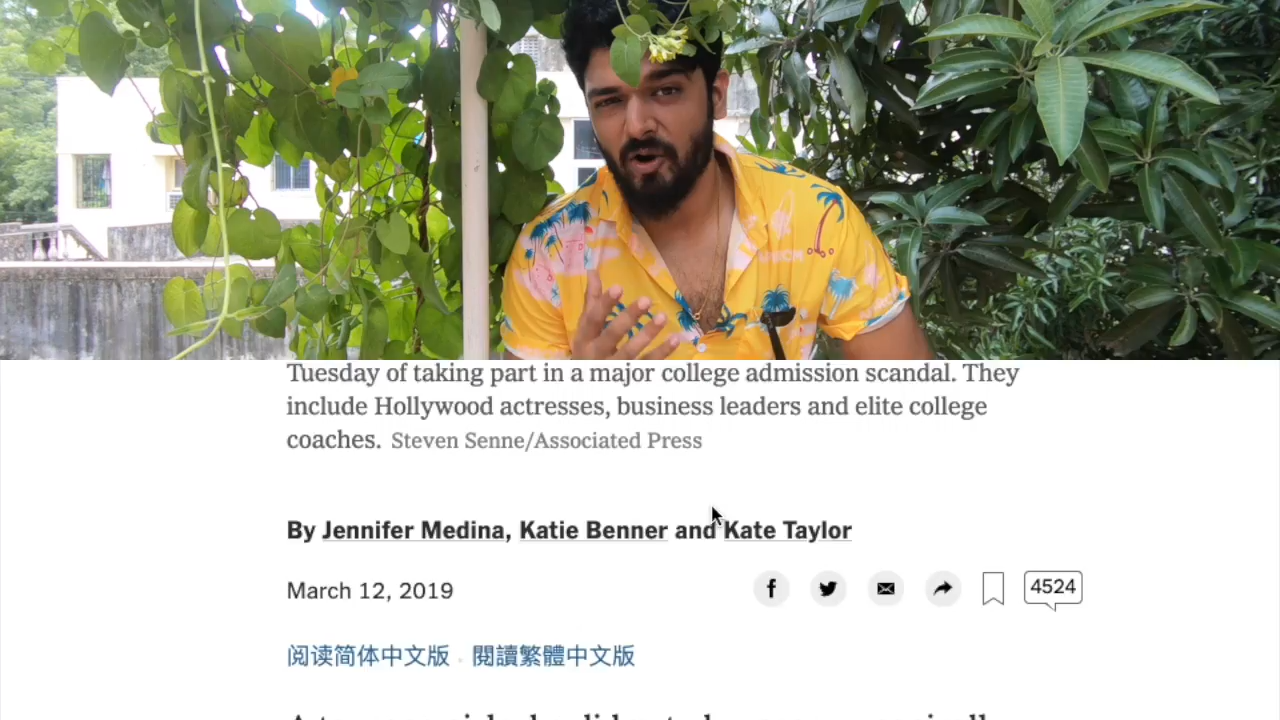 Tuesday of taking part in a major college admission scandal. They
include Hollywood actresses, business leaders and elite college
coaches. Steven Senne/Associated Press
By Jennifer Medina, Katie Benner and Kate Taylor
March 12, 2019
4524
阅读简体中文版 閱讀繁體中文版